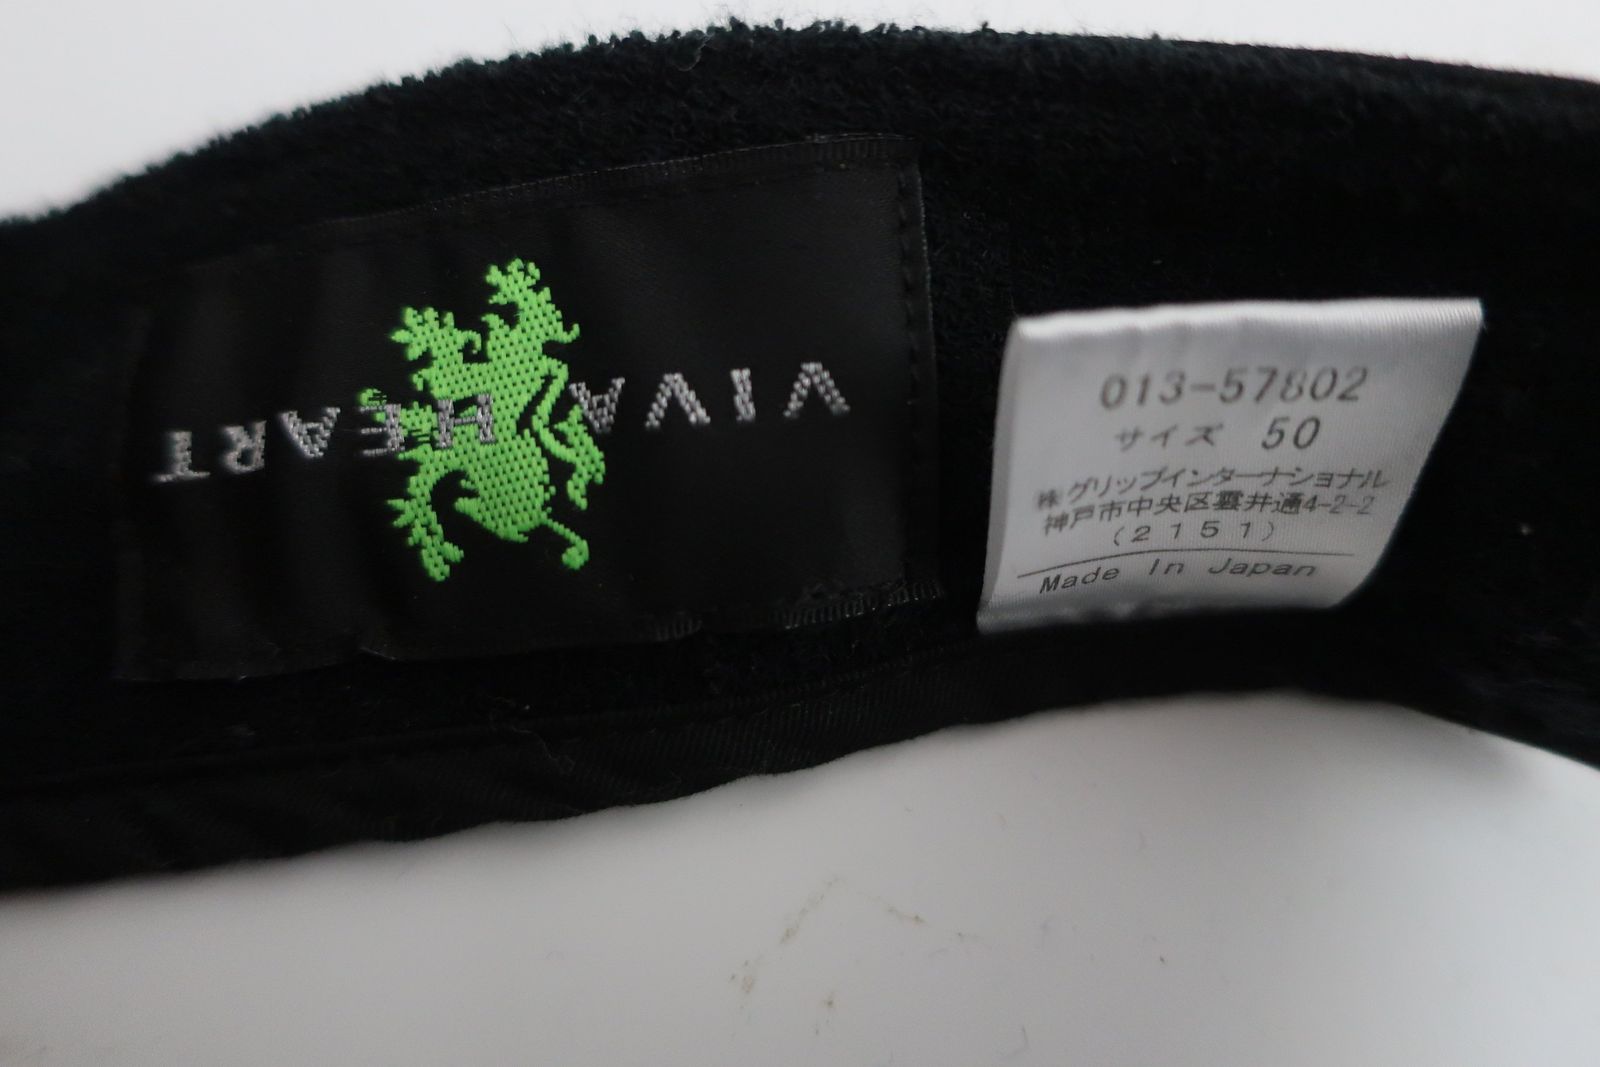 VIVA HEART
013-57802
サイズ 50
㈱グリップインターナショナル
神戸市中央区雲井通4-2-2
(2151)
Made In Japan